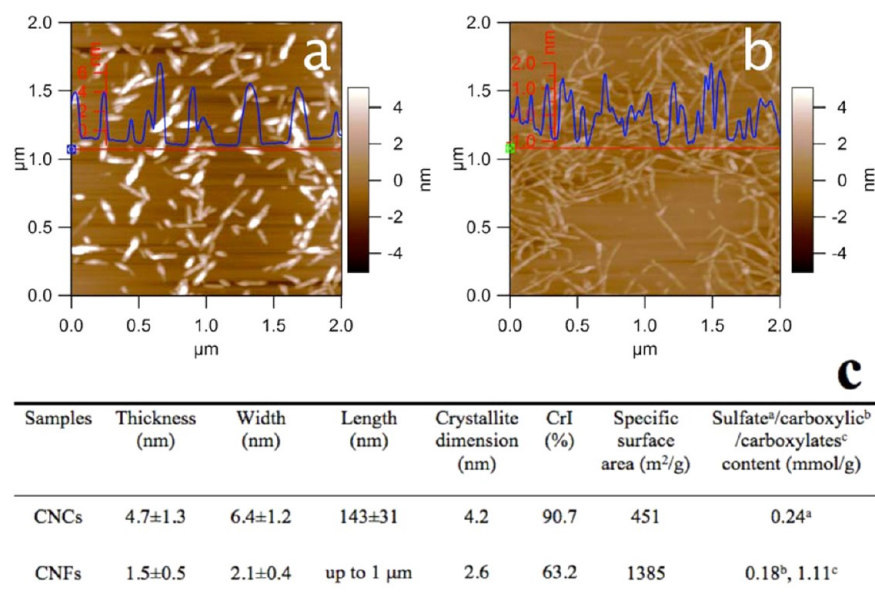 2.0
a
nm
6
4
2
0
1.5
μm
1.0
0.5
0.0
0.0 0.5 1.0 1.5 2.0
μm
4
2
0
-2
-4
nm
2.0
b
nm
2.0
1.0
1.0
1.5
μm
1.0
0.5
0.0
0.0 0.5 1.0 1.5 2.0
μm
4
2
0
-2
-4
nm
c
Samples Thickness (nm) Width (nm) Length (nm) Crystallite dimension (nm) CrI (%) Specific surface area (m²/g) Sulfateᵃ/carboxylicᵇ /carboxylatesᶜ content (mmol/g)
CNCs 4.7±1.3 6.4±1.2 143±31 4.2 90.7 451 0.24ᵃ
CNFs 1.5±0.5 2.1±0.4 up to 1 μm 2.6 63.2 1385 0.18ᵇ, 1.11ᶜ